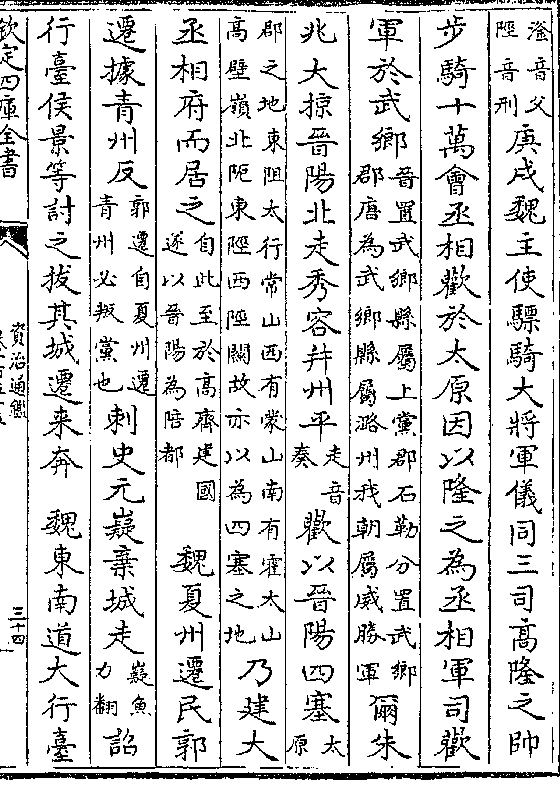 滏音父陘音刑庚戌魏主使驃騎大將軍儀同三司高隆之帥
步騎十萬會丞相歡於太原因以隆之為丞相軍司歡
軍於武鄉晉置武鄉縣屬上黨郡石勒分置武鄉郡唐為武鄉縣屬潞州我朝屬威勝軍爾朱
兆大掠晉陽北走秀容并州平走音奏歡以晉陽四塞太原
郡之地東阻太行常山西有蒙山南有霍太山高壁嶺北阨東陘西陘關故亦以為四塞之地乃建大
丞相府而居之自此至於高齊建國遂以晉陽為陪都 魏夏州遷民郭
遷據青州反郭遷自夏州遷青州必叛黨也刺史元嶷棄城走嶷魚力翻詔
行臺侯景等討之拔其城遷来奔 魏東南道大行臺
欽定四庫全書 資治通鑑 三十四